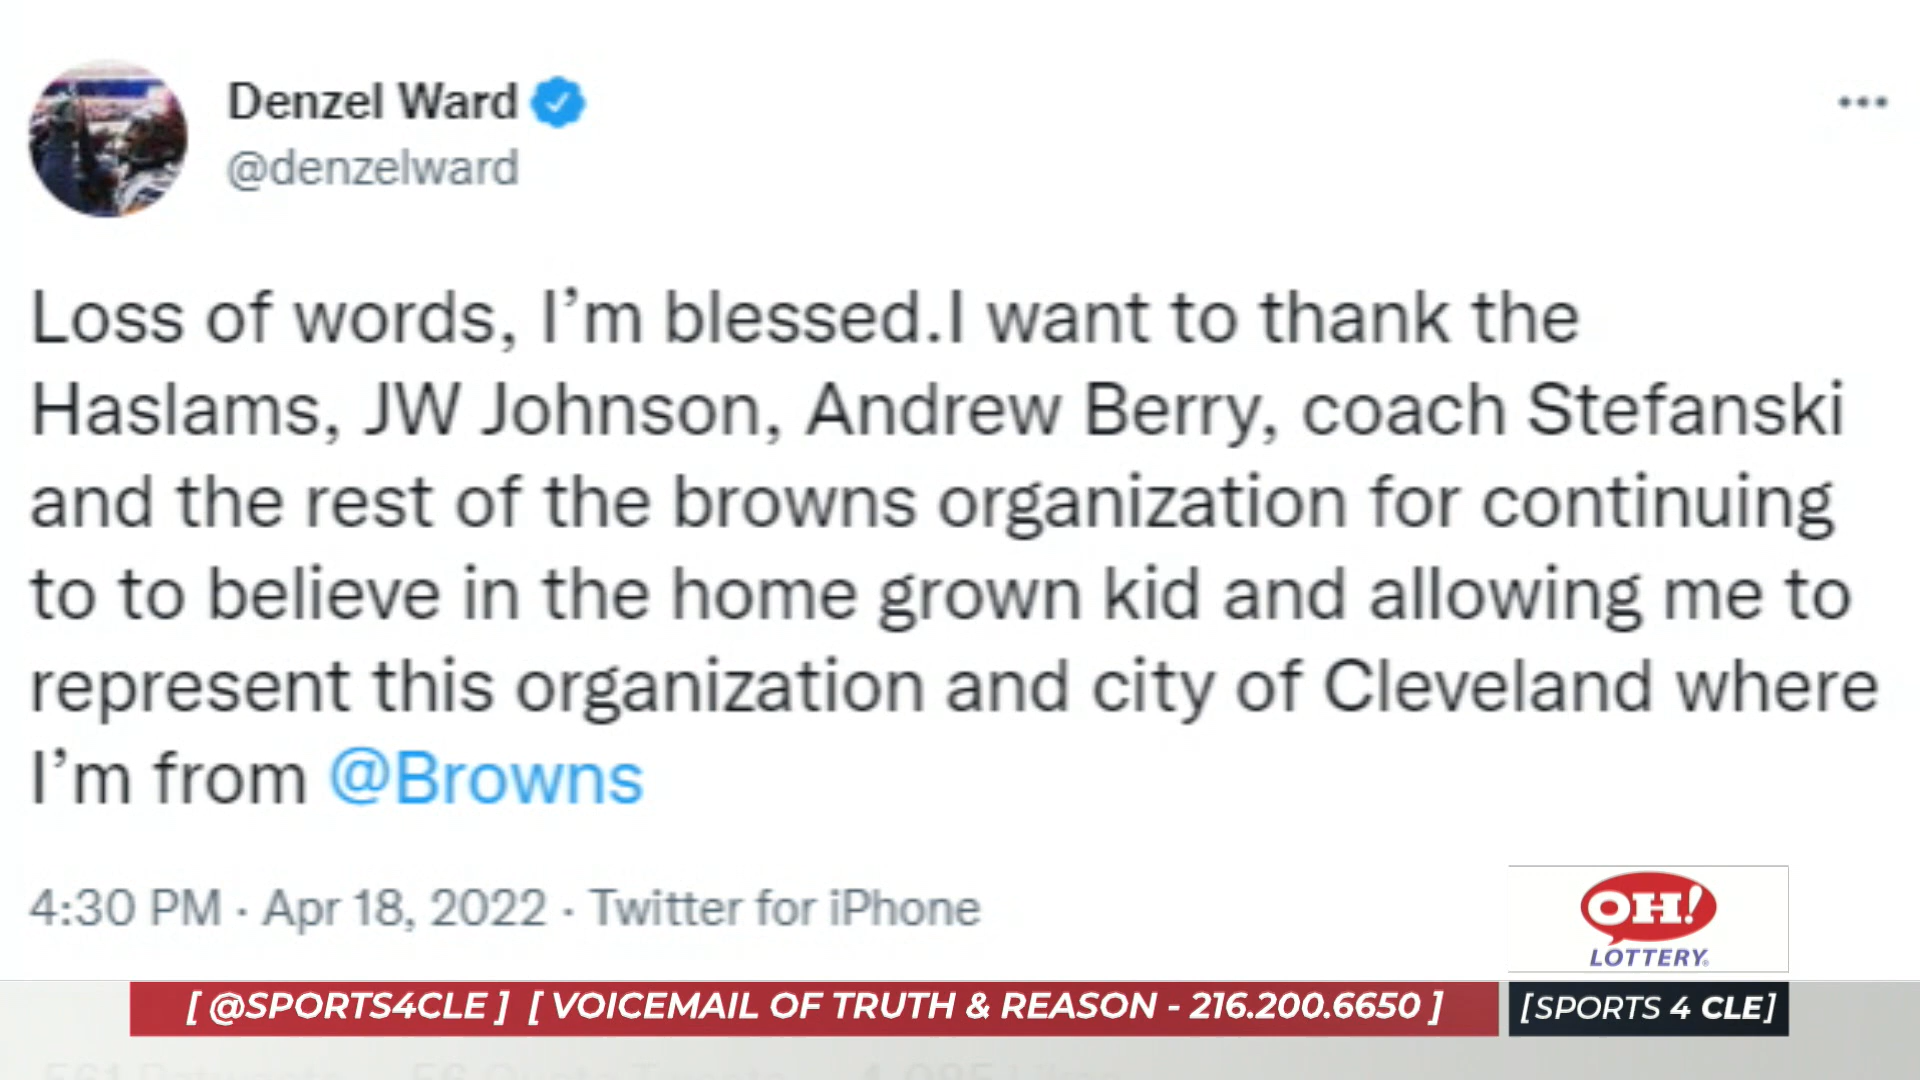 Denzel Ward
@denzelward
Loss of words, I’m blessed.I want to thank the
Haslams, JW Johnson, Andrew Berry, coach Stefanski
and the rest of the browns organization for continuing
to to believe in the home grown kid and allowing me to
represent this organization and city of Cleveland where
I’m from @Browns
4:30 PM · Apr 18, 2022 · Twitter for iPhone
OH!
LOTTERY
[ @SPORTS4CLE ] [ VOICEMAIL OF TRUTH & REASON - 216.200.6650 ]
[SPORTS 4 CLE]